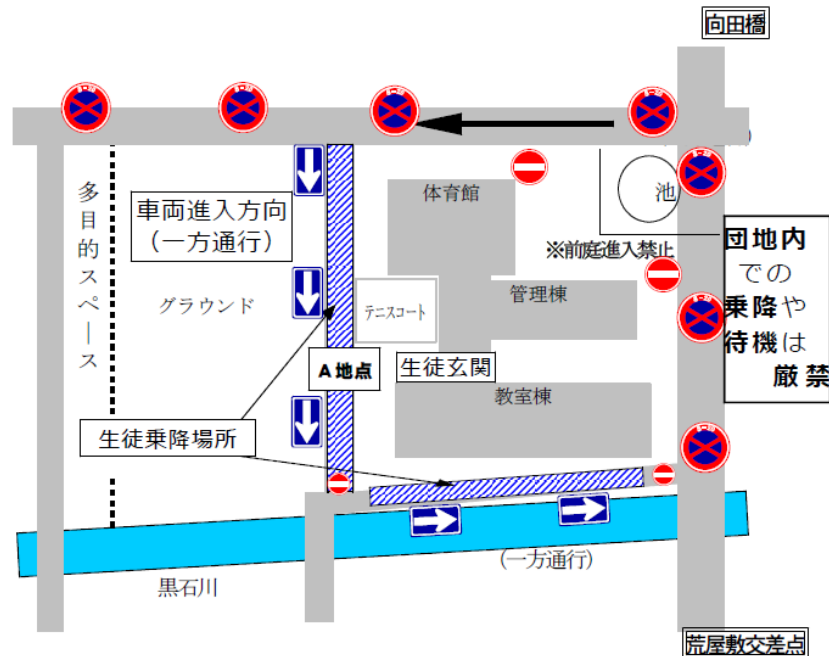 向田橋
体育館
池
多目的スペース
車両進入方向
(一方通行)
※前庭進入禁止
団地内
での
乗降や
待機は
厳禁
グラウンド
テニスコート
管理棟
A地点
生徒玄関
教室棟
生徒乗降場所
(一方通行)
黒石川
荒屋敷交差点